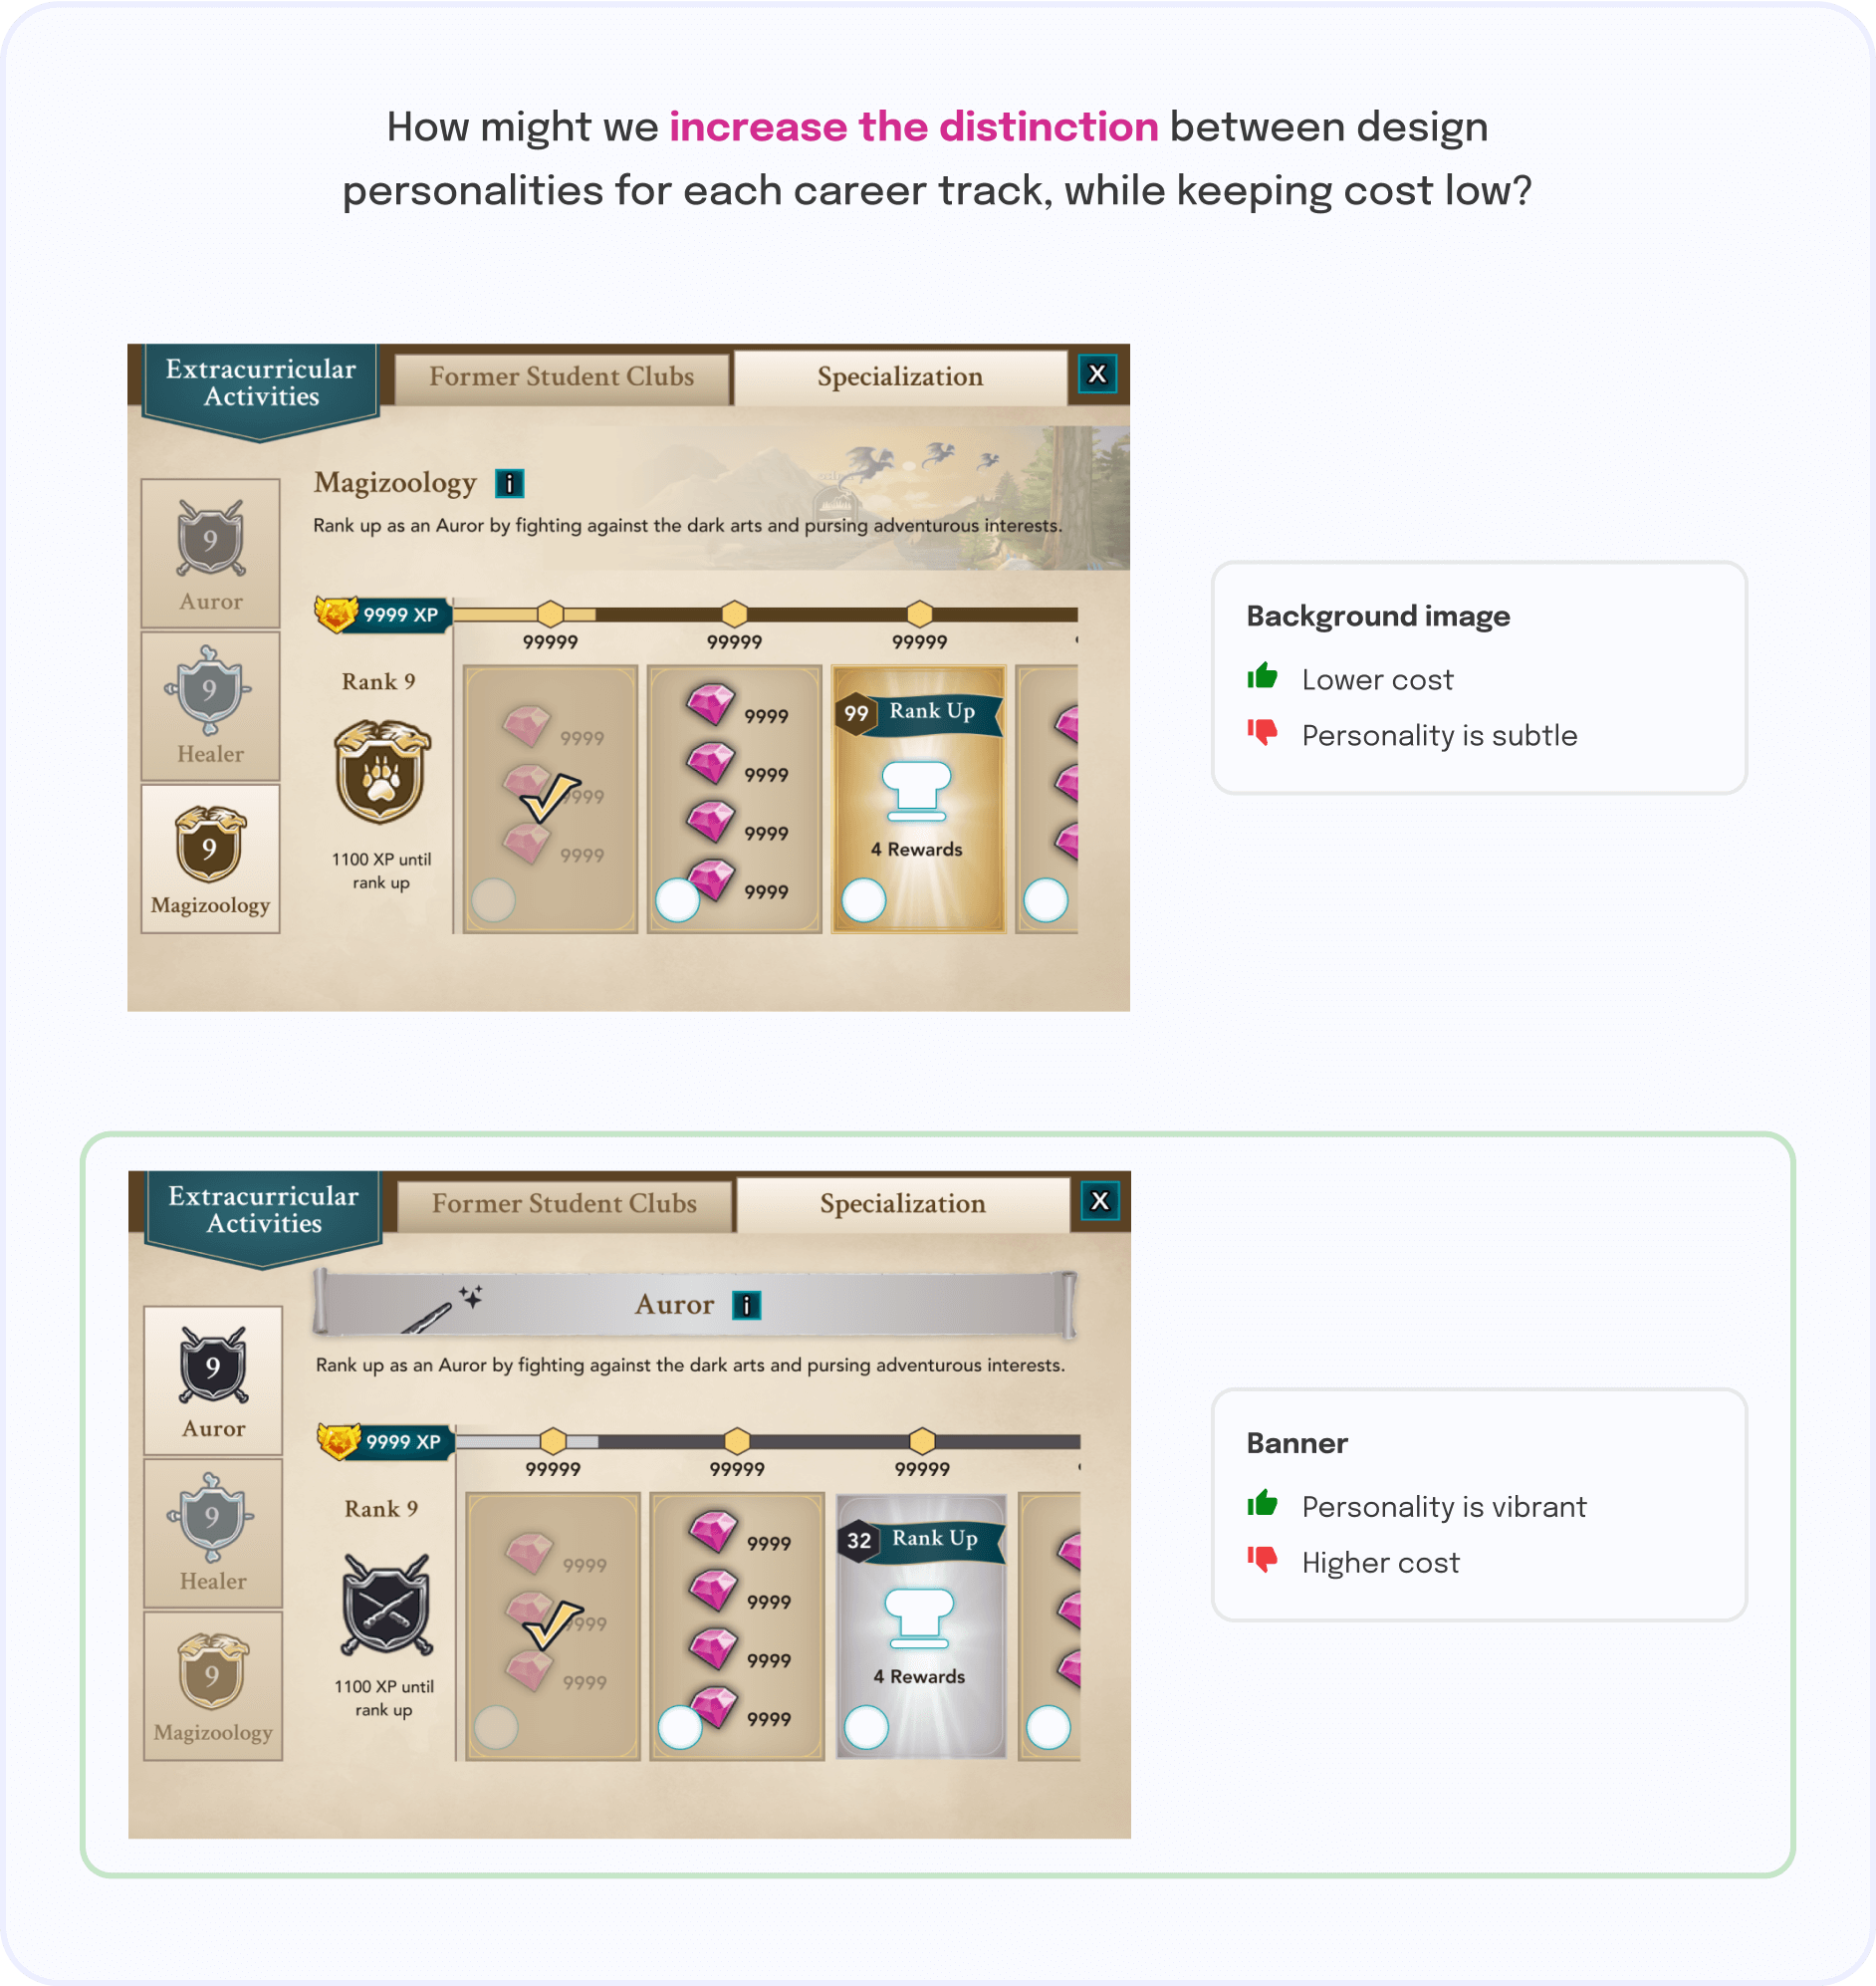 How might we increase the distinction between design
personalities for each career track, while keeping cost low?
Extracurricular
Activities
Former Student Clubs
Specialization
X
Magizoology i
Rank up as an Auror by fighting against the dark arts and pursing adventurous interests.
9
Auror
9
Healer
9
Magizoology
9999 XP
99999
99999
99999
Rank 9
1100 XP until
rank up
9999
9999
9999
9999
9999
9999
9999
99 Rank Up
4 Rewards
Background image
Lower cost
Personality is subtle
Extracurricular
Activities
Former Student Clubs
Specialization
X
Auror i
Rank up as an Auror by fighting against the dark arts and pursing adventurous interests.
9
Auror
9
Healer
9
Magizoology
9999 XP
99999
99999
99999
Rank 9
1100 XP until
rank up
9999
9999
9999
9999
9999
9999
9999
32 Rank Up
4 Rewards
Banner
Personality is vibrant
Higher cost